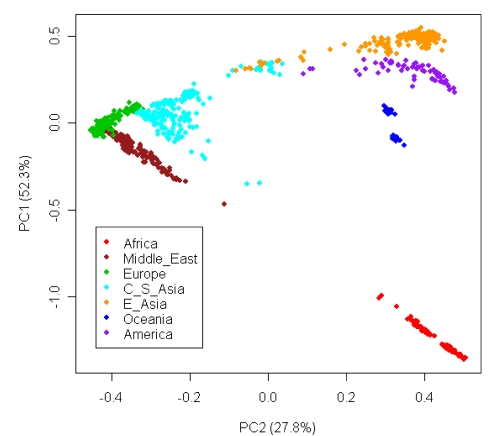 0.5
0.0
-0.5
-1.0
PC1 (52.3%)
Africa
Middle_East
Europe
C_S_Asia
E_Asia
Oceania
America
-0.4 -0.2 0.0 0.2 0.4
PC2 (27.8%)